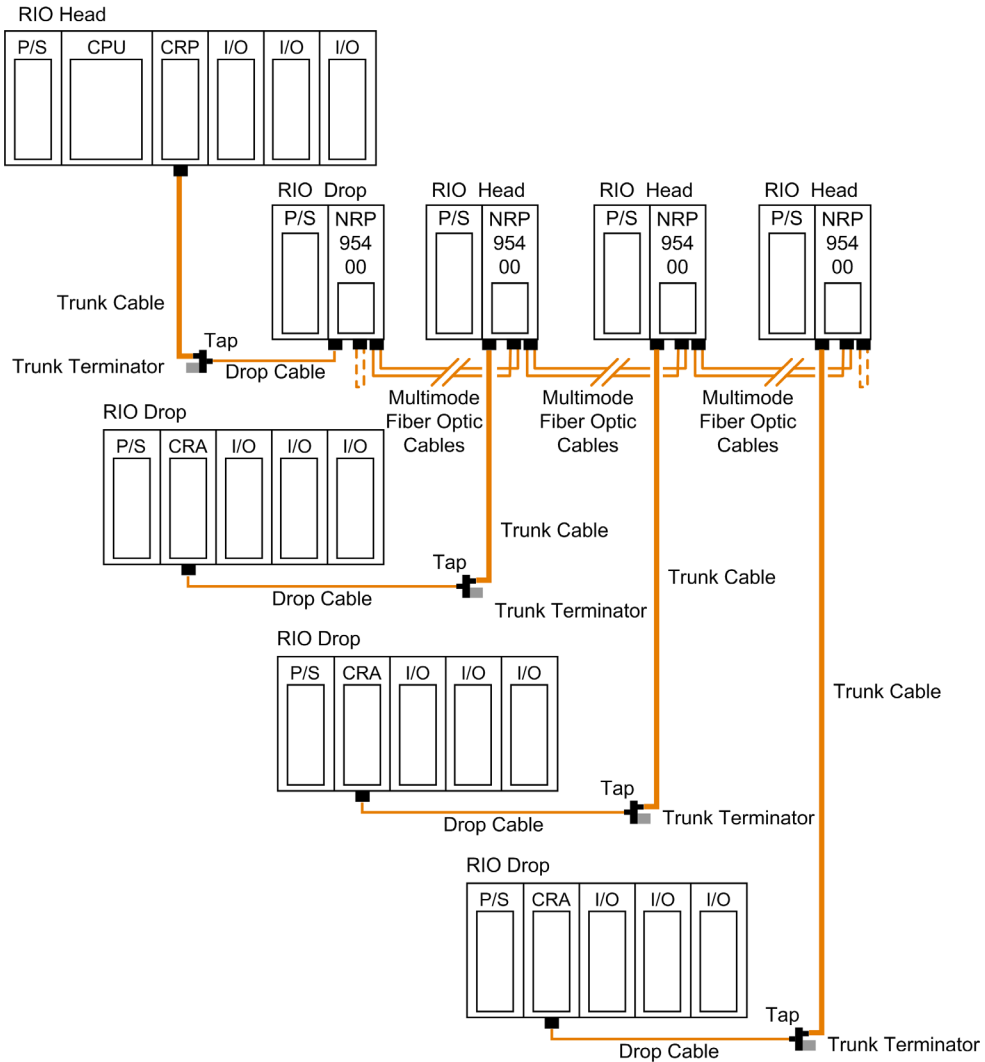 RIO Head
P/S CPU CRP I/O I/O I/O
RIO Drop RIO Head RIO Head RIO Head
P/S NRP P/S NRP P/S NRP P/S NRP
954 954 954 954
00 00 00 00
Trunk Cable
Tap
Trunk Terminator
Drop Cable
Multimode Multimode Multimode
Fiber Optic Fiber Optic Fiber Optic
Cables Cables Cables
RIO Drop
P/S CRA I/O I/O I/O
Trunk Cable
Tap
Trunk Cable
Drop Cable
Trunk Terminator
RIO Drop
P/S CRA I/O I/O I/O
Trunk Cable
Tap
Trunk Terminator
Drop Cable
RIO Drop
P/S CRA I/O I/O I/O
Tap
Trunk Terminator
Drop Cable